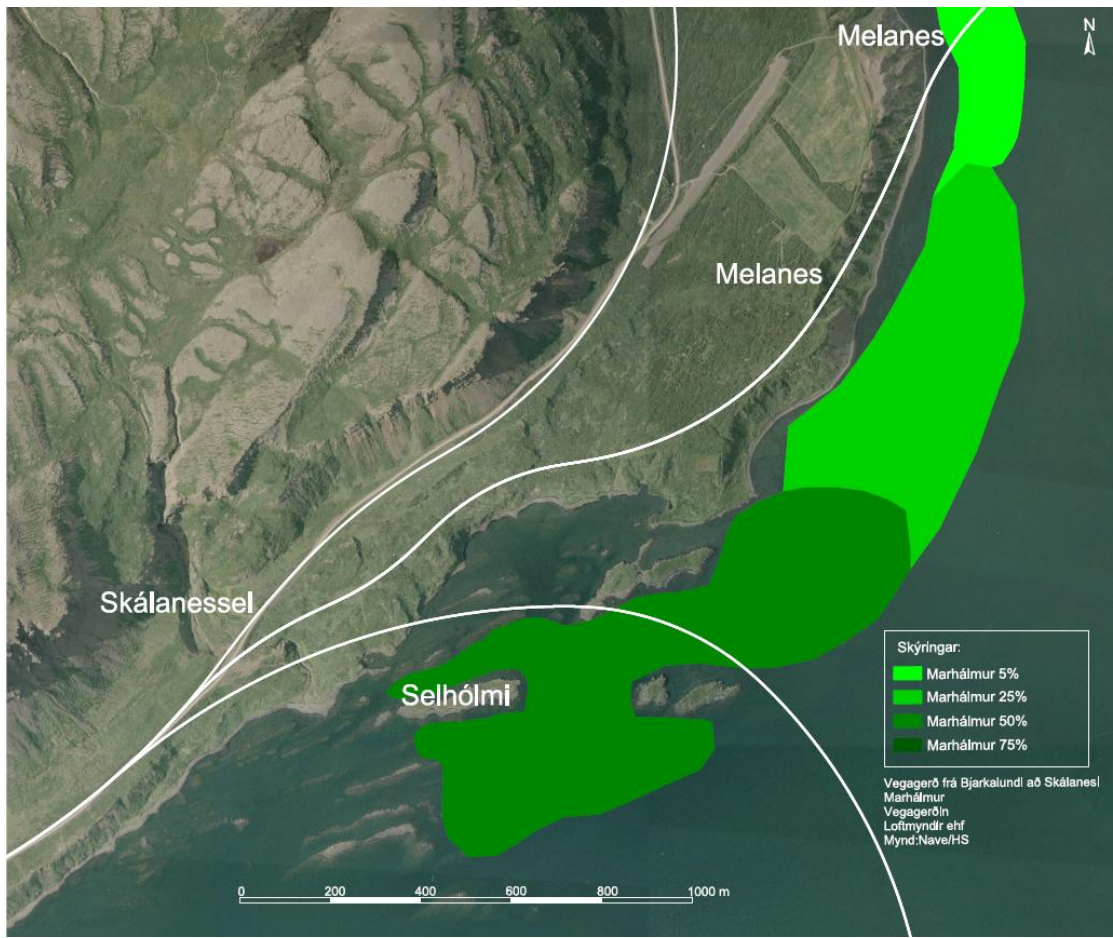 Melanes
N
Melanes
Skálanessel
Selhólmi
Skýringar:
Marhálmur 5%
Marhálmur 25%
Marhálmur 50%
Marhálmur 75%
Vegagerð frá Bjarkalundi að Skálanesi
Marhálmur
Vegagerðin
Loftmyndir ehf
Mynd:Nave/HS
0 200 400 600 800 1000 m